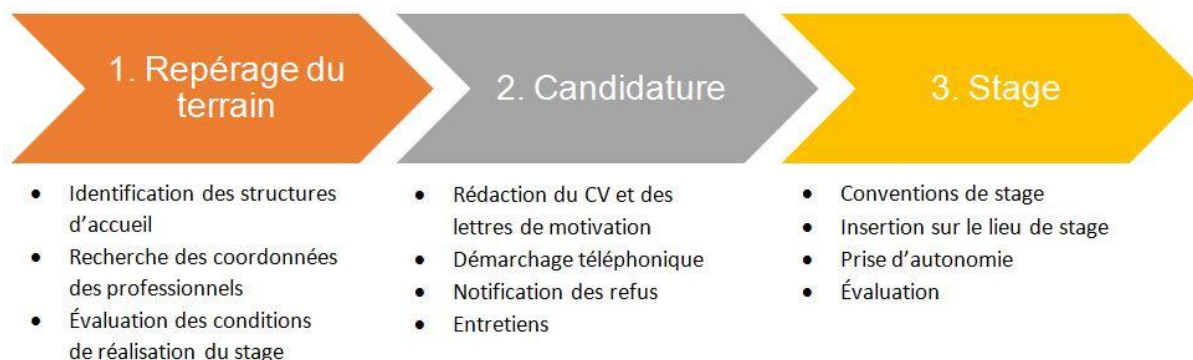 1. Repérage du
terrain
2. Candidature
3. Stage
• Identification des structures
d’accueil
• Recherche des coordonnées
des professionnels
• Évaluation des conditions
de réalisation du stage
• Rédaction du CV et des
lettres de motivation
• Démarchage téléphonique
• Notification des refus
• Entretiens
• Conventions de stage
• Insertion sur le lieu de stage
• Prise d’autonomie
• Évaluation